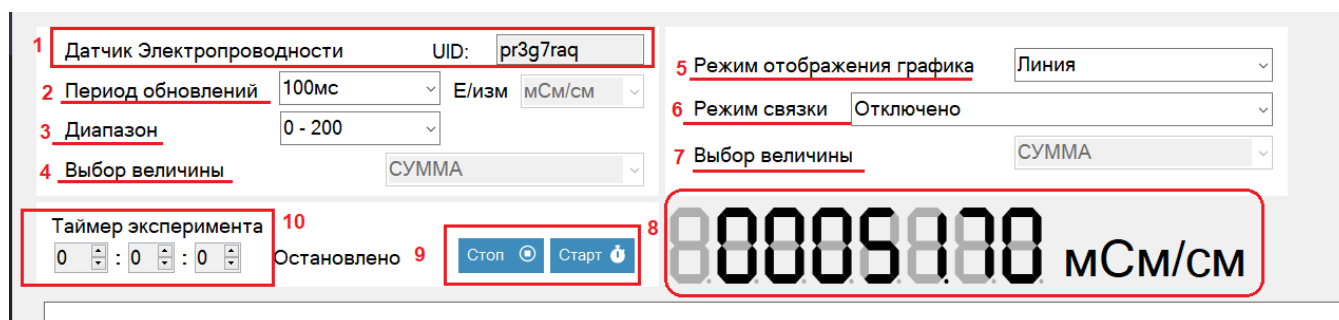 1 Датчик Электропроводности UID: pr3g7raq
2 Период обновлений 100мс Е/изм мСм/см
3 Диапазон 0 - 200
4 Выбор величины СУММА
5 Режим отображения графика Линия
6 Режим связки Отключено
7 Выбор величины СУММА
Таймер эксперимента 10
0 : 0 : 0 Остановлено 9 Стоп Старт 8
0005.170 мСм/см